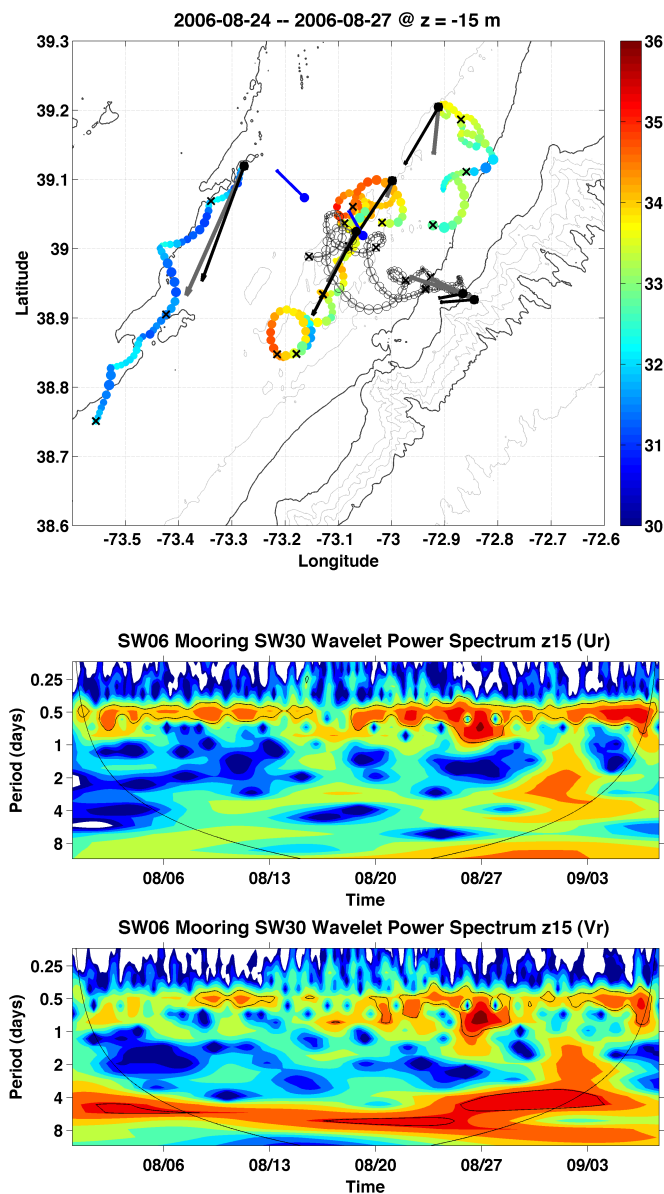 2006-08-24 -- 2006-08-27 @ z = -15 m
39.3
39.2
39.1
39
38.9
38.8
38.7
38.6
Latitude
-73.5 -73.4 -73.3 -73.2 -73.1 -73 -72.9 -72.8 -72.7 -72.6
Longitude
36
35
34
33
32
31
30
SW06 Mooring SW30 Wavelet Power Spectrum z15 (Ur)
Period (days)
0.25
0.5
1
2
4
8
08/06 08/13 08/20 08/27 09/03
Time
SW06 Mooring SW30 Wavelet Power Spectrum z15 (Vr)
Period (days)
0.25
0.5
1
2
4
8
08/06 08/13 08/20 08/27 09/03
Time